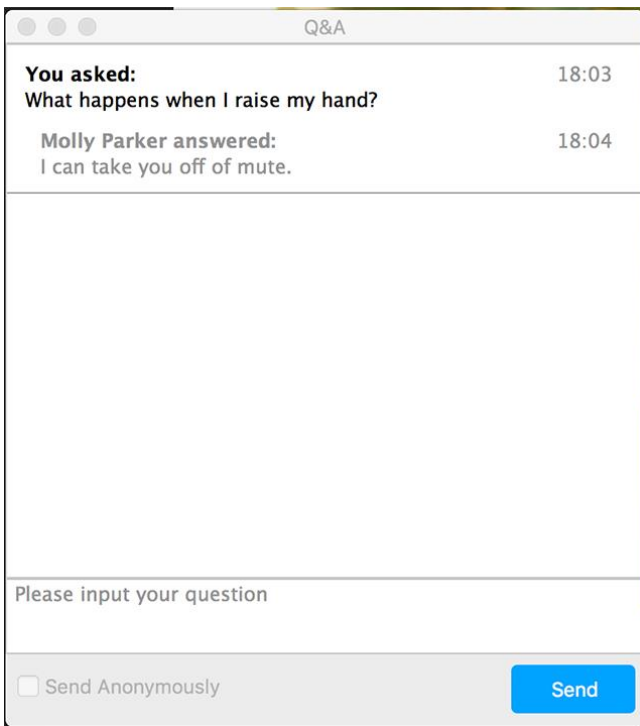 Q&A
You asked: 18:03
What happens when I raise my hand?
Molly Parker answered: 18:04
I can take you off of mute.
Please input your question
Send Anonymously
Send